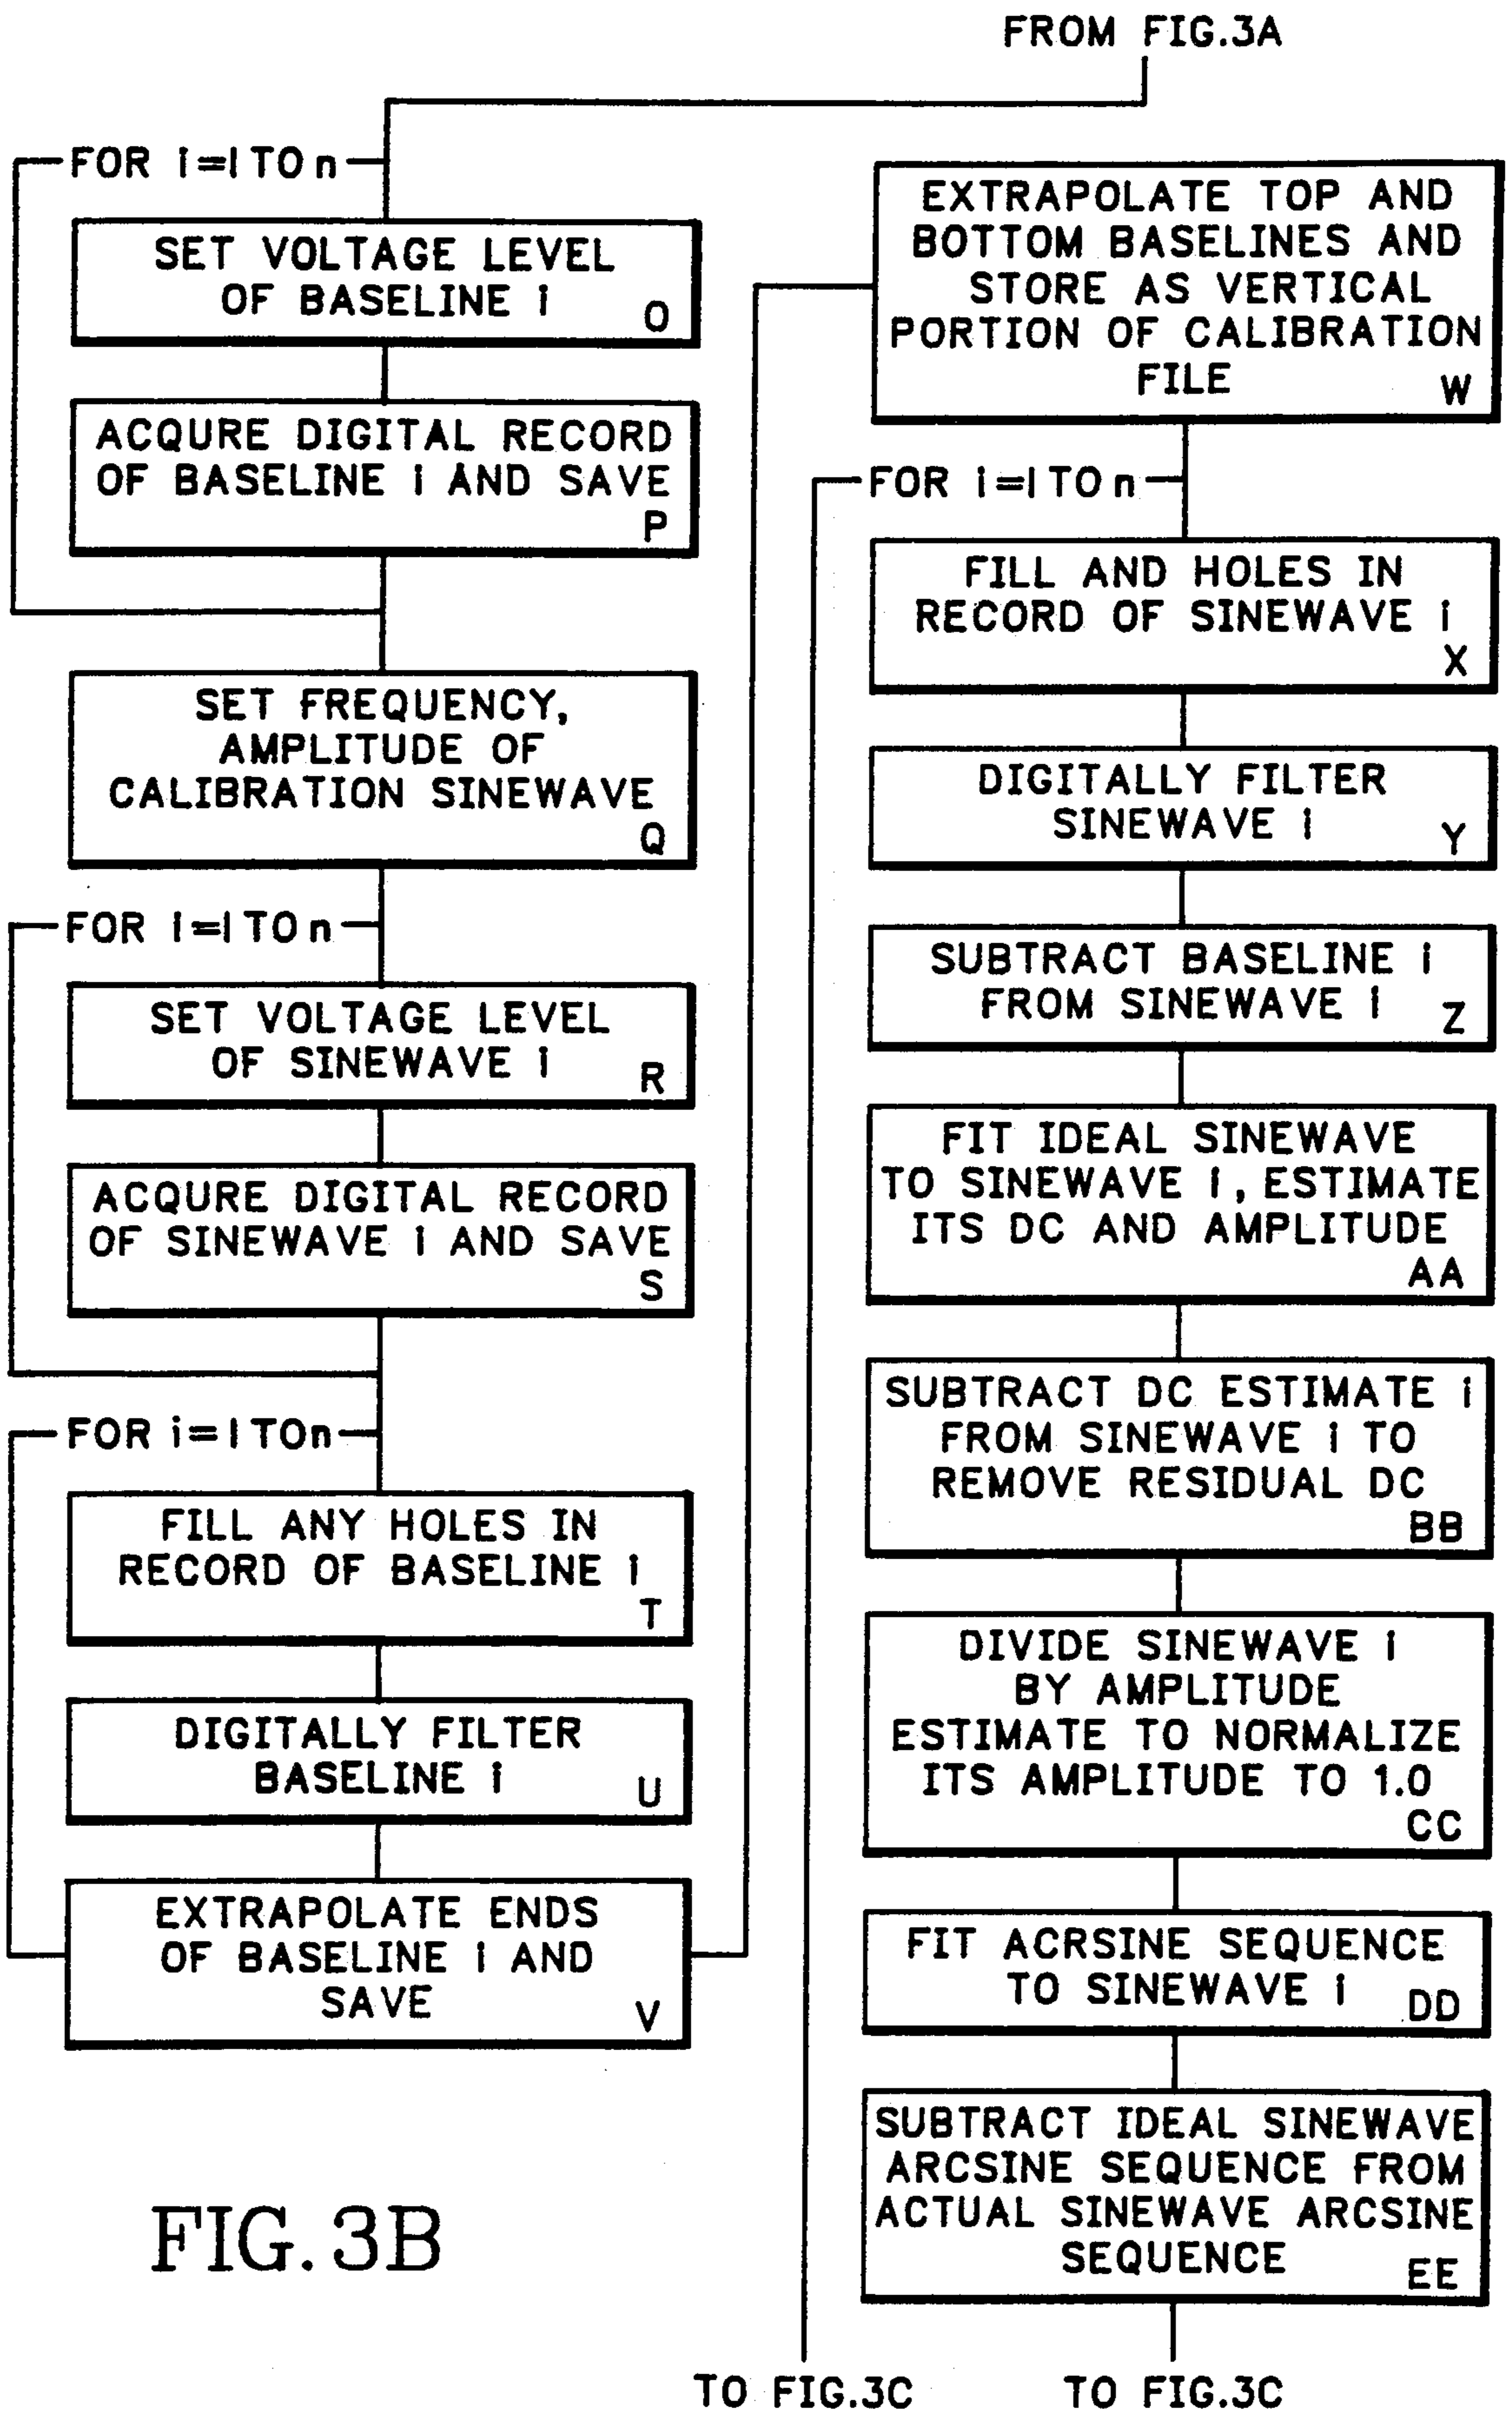 FROM FIG.3A
FOR i=1 TO n
SET VOLTAGE LEVEL
OF BASELINE i
O
ACQURE DIGITAL RECORD
OF BASELINE i AND SAVE
P
SET FREQUENCY,
AMPLITUDE OF
CALIBRATION SINEWAVE
Q
FOR i=1 TO n
SET VOLTAGE LEVEL
OF SINEWAVE i
R
ACQURE DIGITAL RECORD
OF SINEWAVE i AND SAVE
S
FOR i=1 TO n
FILL ANY HOLES IN
RECORD OF BASELINE i
T
DIGITALLY FILTER
BASELINE i
U
EXTRAPOLATE ENDS
OF BASELINE i AND
SAVE
V
EXTRAPOLATE TOP AND
BOTTOM BASELINES AND
STORE AS VERTICAL
PORTION OF CALIBRATION
FILE
W
FOR i=1 TO n
FILL AND HOLES IN
RECORD OF SINEWAVE i
X
DIGITALLY FILTER
SINEWAVE i
Y
SUBTRACT BASELINE i
FROM SINEWAVE i
Z
FIT IDEAL SINEWAVE
TO SINEWAVE i, ESTIMATE
ITS DC AND AMPLITUDE
AA
SUBTRACT DC ESTIMATE i
FROM SINEWAVE i TO
REMOVE RESIDUAL DC
BB
DIVIDE SINEWAVE i
BY AMPLITUDE
ESTIMATE TO NORMALIZE
ITS AMPLITUDE TO 1.0
CC
FIT ACRSINE SEQUENCE
TO SINEWAVE i
DD
SUBTRACT IDEAL SINEWAVE
ARCSINE SEQUENCE FROM
ACTUAL SINEWAVE ARCSINE
SEQUENCE
EE
TO FIG.3C
TO FIG.3C
FIG. 3B